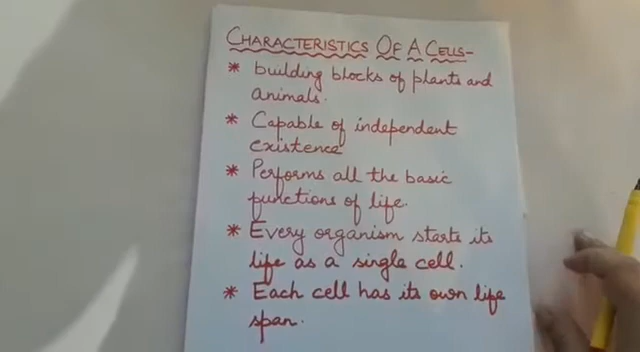 CHARACTERISTICS OF A CELLS-
* building blocks of plants and
animals.
* Capable of independent
existence
* Performs all the basic
functions of life.
* Every organism starts its
life as a single cell.
* Each cell has its own life
span.